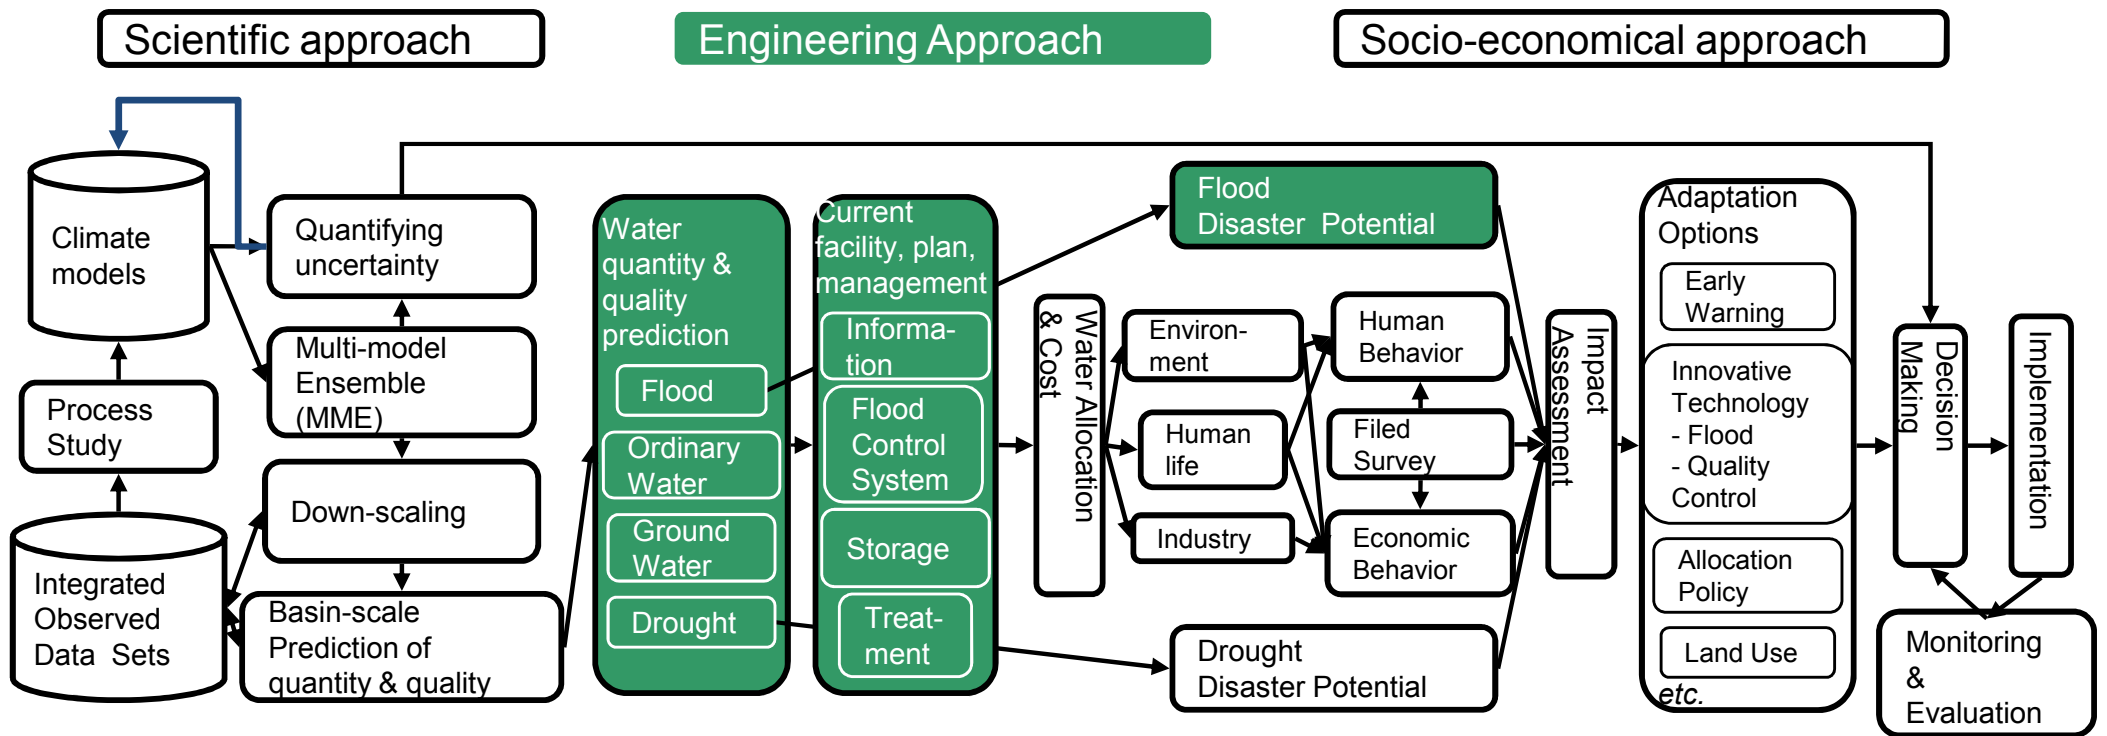 Scientific approach
Engineering Approach
Socio-economical approach
Climate
models
Process
Study
Integrated
Observed
Data Sets
Quantifying
uncertainty
Multi-model
Ensemble
(MME)
Down-scaling
Basin-scale
Prediction of
quantity & quality
Water
quantity &
quality
prediction
Flood
Ordinary
Water
Ground
Water
Drought
Current
facility, plan,
management
Informa-
tion
Flood
Control
System
Storage
Treat-
ment
Flood
Disaster Potential
Water Allocation
& Cost
Environ-
ment
Human
life
Industry
Human
Behavior
Filed
Survey
Economic
Behavior
Drought
Disaster Potential
Impact
Assessment
Adaptation
Options
Early
Warning
Innovative
Technology
- Flood
- Quality
Control
Allocation
Policy
Land Use
etc.
Decision
Making
Implementation
Monitoring
&
Evaluation